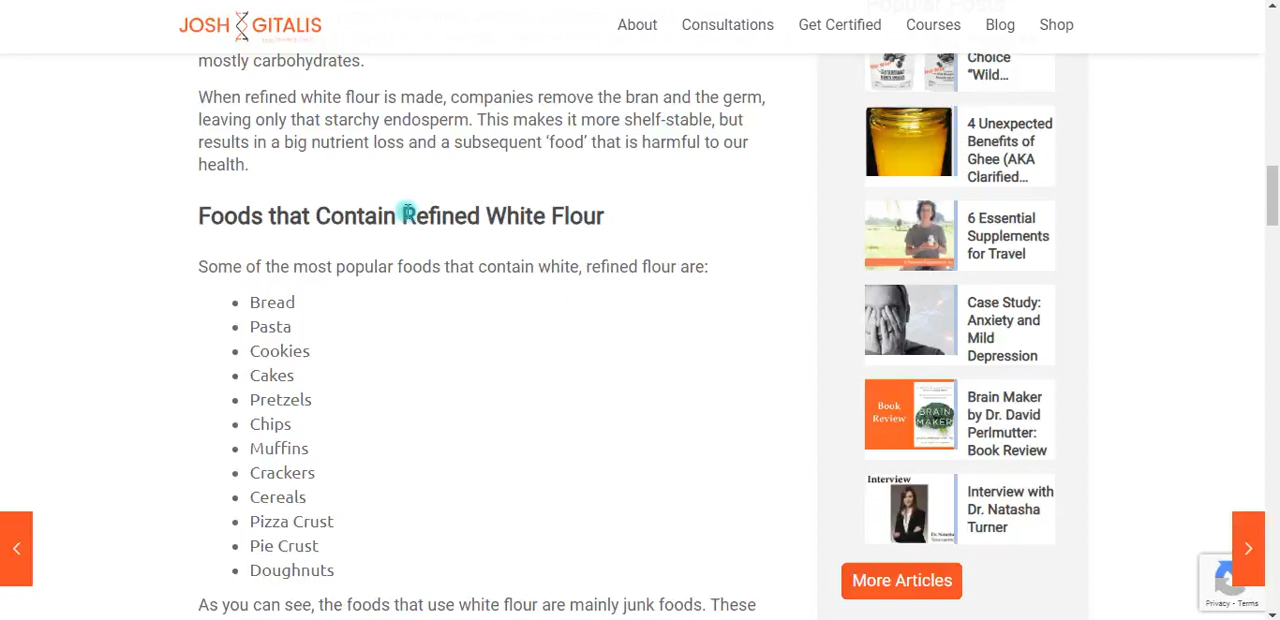 JOSH GITALIS
About
Consultations
Get Certified
Courses
Blog
Shop
mostly carbohydrates.
When refined white flour is made, companies remove the bran and the germ,
leaving only that starchy endosperm. This makes it more shelf-stable, but
results in a big nutrient loss and a subsequent ‘food’ that is harmful to our
health.
Foods that Contain Refined White Flour
Some of the most popular foods that contain white, refined flour are:
Bread
Pasta
Cookies
Cakes
Pretzels
Chips
Muffins
Crackers
Cereals
Pizza Crust
Pie Crust
Doughnuts
As you can see, the foods that use white flour are mainly junk foods. These
Popular Posts
Choice
“Wild...
4 Unexpected
Benefits of
Ghee (AKA
Clarified...
6 Essential
Supplements
for Travel
Case Study:
Anxiety and
Mild
Depression
Book
Review
BRAIN
MAKER
Brain Maker
by Dr. David
Perlmutter:
Book Review
Interview
Interview with
Dr. Natasha
Turner
More Articles
Privacy - Terms